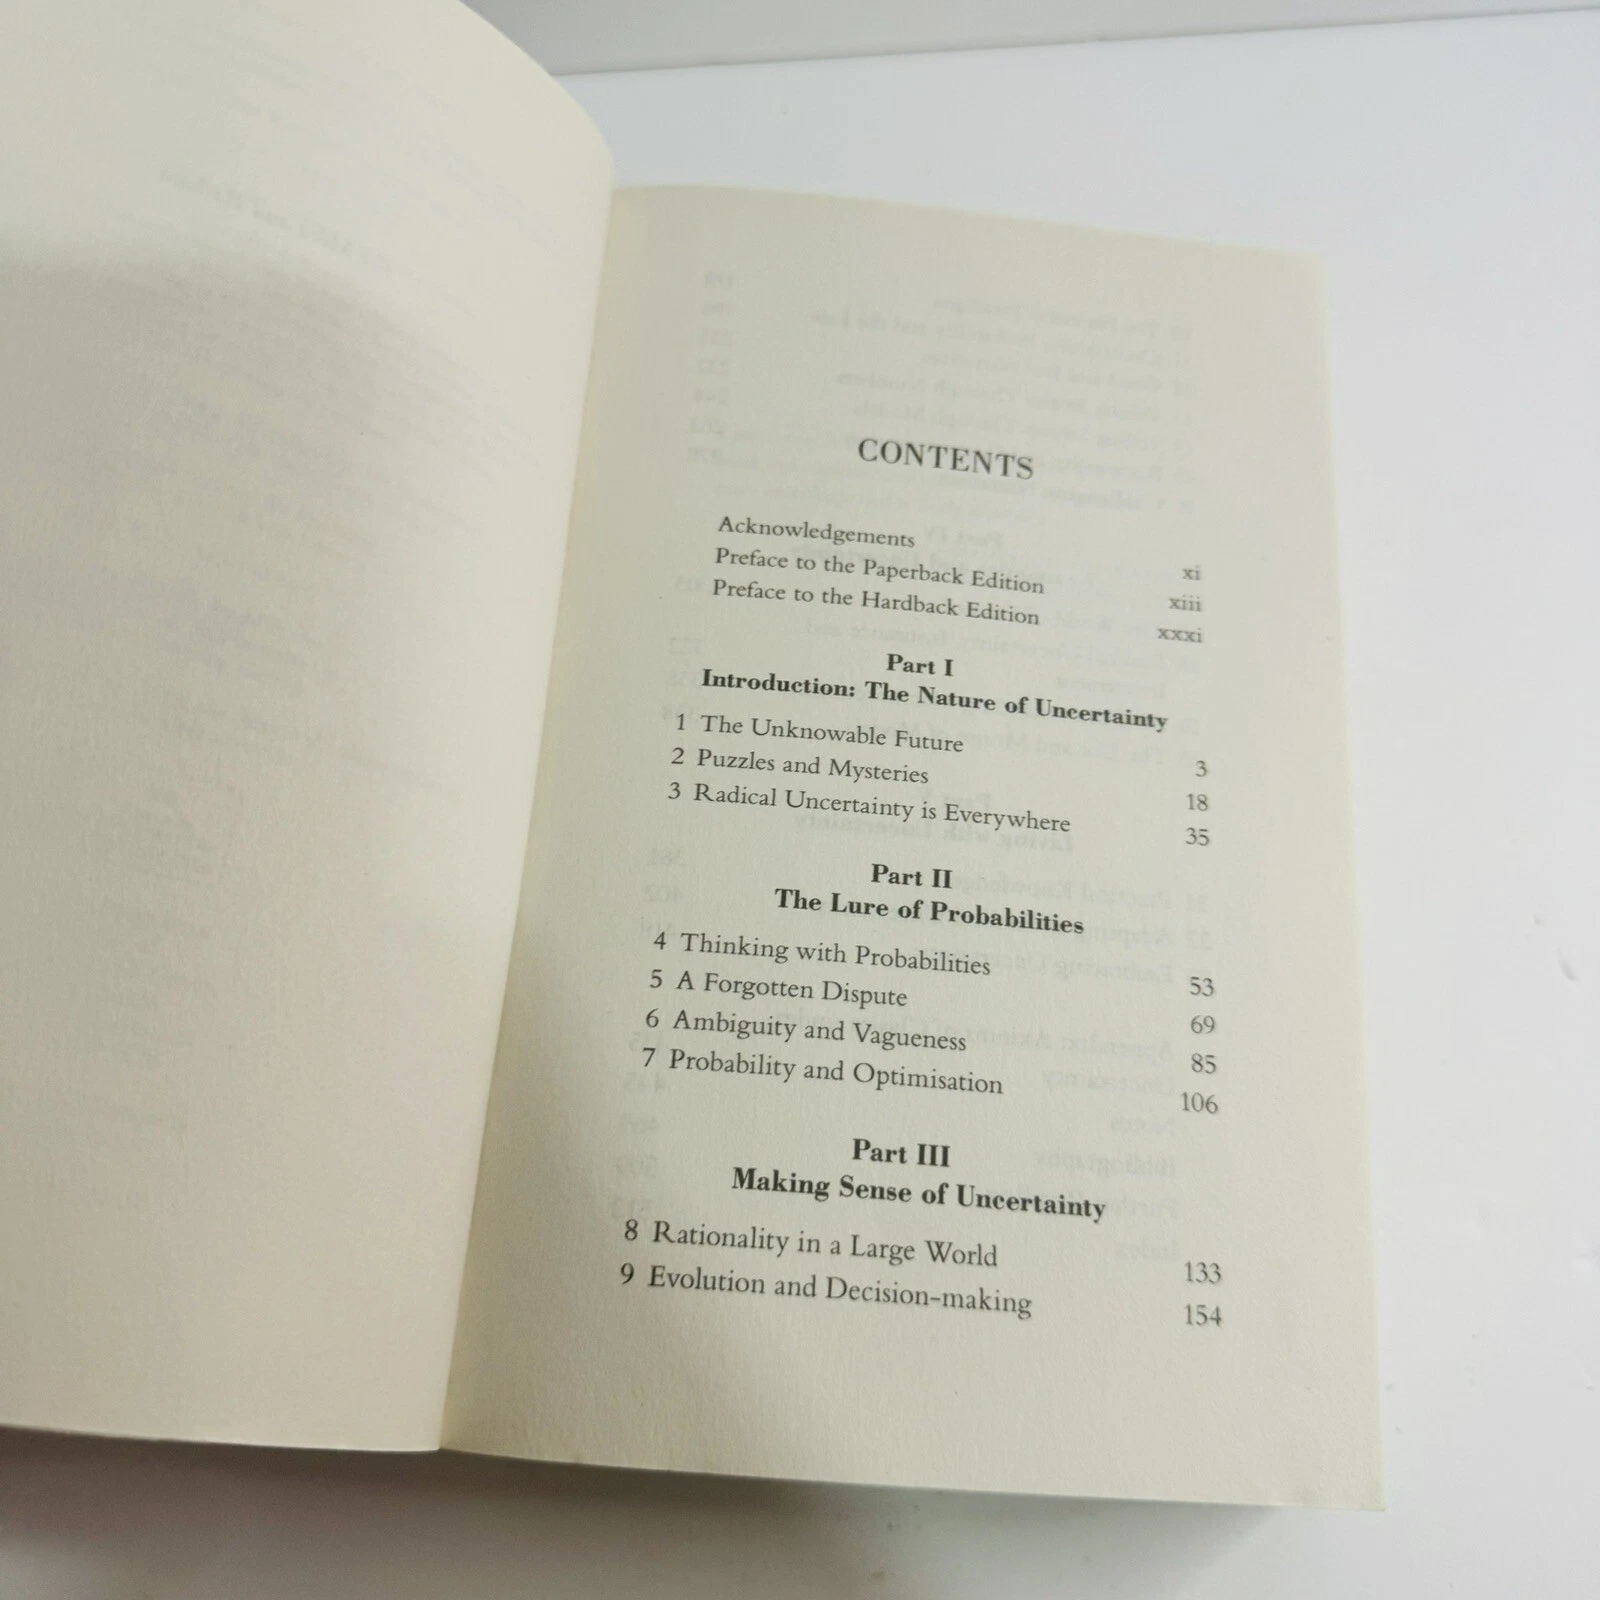 CONTENTS
Acknowledgements xi
Preface to the Paperback Edition xiii
Preface to the Hardback Edition xxxi
Part I
Introduction: The Nature of Uncertainty
1 The Unknowable Future 3
2 Puzzles and Mysteries 18
3 Radical Uncertainty is Everywhere 35
Part II
The Lure of Probabilities
4 Thinking with Probabilities 53
5 A Forgotten Dispute 69
6 Ambiguity and Vagueness 85
7 Probability and Optimisation 106
Part III
Making Sense of Uncertainty
8 Rationality in a Large World 133
9 Evolution and Decision-making 154